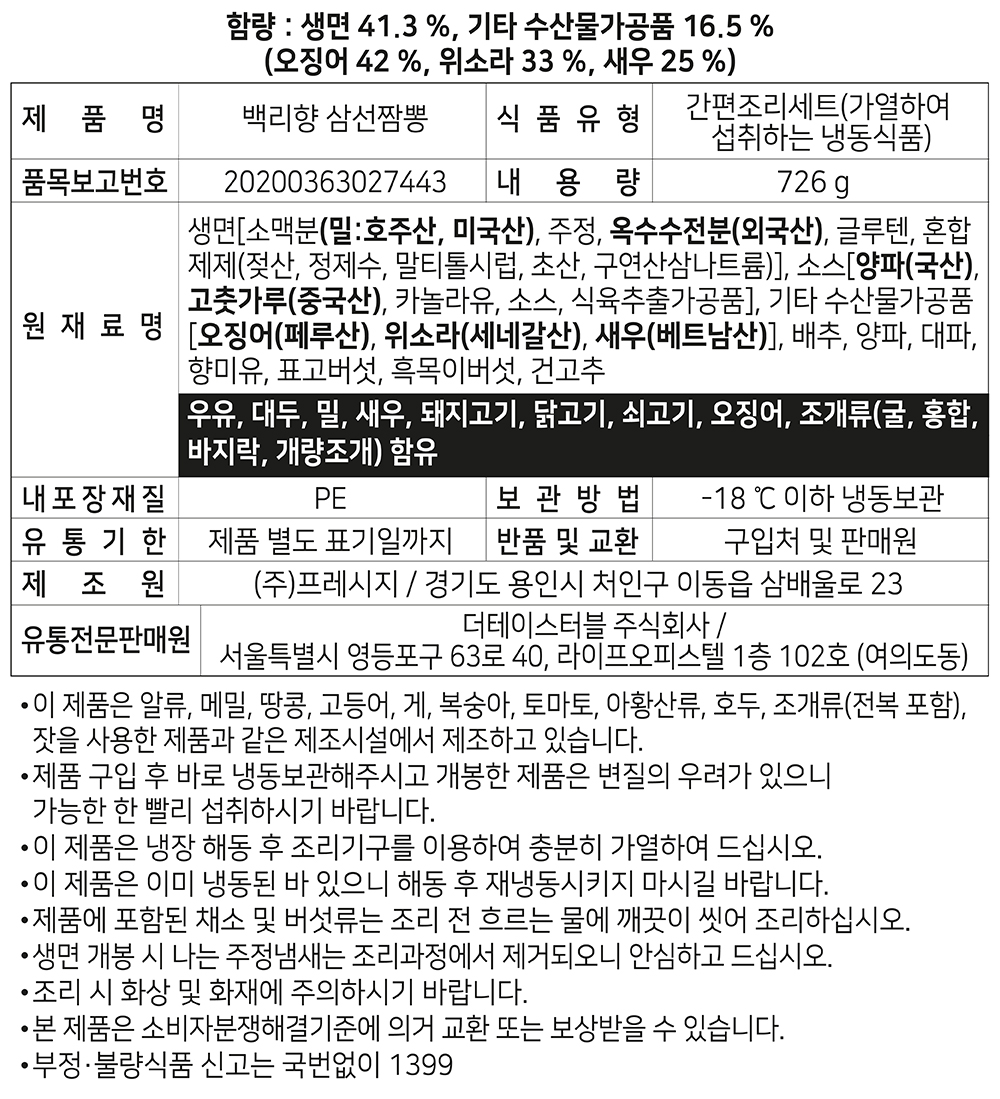 함량 : 생면 41.3 %, 기타 수산물가공품 16.5 %
(오징어 42 %, 위소라 33 %, 새우 25 %)
제품명 백리향 삼선짬뽕 식품유형 간편조리세트(가열하여
섭취하는 냉동식품)
품목보고번호 20200363027443 내용량 726 g
원재료명
생면[소맥분(밀:호주산, 미국산), 주정, 옥수수전분(외국산), 글루텐, 혼합
제제(젖산, 정제수, 말티톨시럽, 초산, 구연산삼나트륨)], 소스[양파(국산),
고춧가루(중국산), 카놀라유, 소스, 식육추출가공품], 기타 수산물가공품
[오징어(페루산), 위소라(세네갈산), 새우(베트남산)], 배추, 양파, 대파,
향미유, 표고버섯, 흑목이버섯, 건고추
우유, 대두, 밀, 새우, 돼지고기, 닭고기, 쇠고기, 오징어, 조개류(굴, 홍합,
바지락, 개량조개) 함유
내포장재질 PE 보관방법 -18 ℃ 이하 냉동보관
유통기한 제품 별도 표기일까지 반품 및 교환 구입처 및 판매원
제조원 (주)프레시지 / 경기도 용인시 처인구 이동읍 삼배울로 23
유통전문판매원 더테이스터블 주식회사 /
서울특별시 영등포구 63로 40, 라이프오피스텔 1층 102호 (여의도동)
•이 제품은 알류, 메밀, 땅콩, 고등어, 게, 복숭아, 토마토, 아황산류, 호두, 조개류(전복 포함),
잣을 사용한 제품과 같은 제조시설에서 제조하고 있습니다.
•제품 구입 후 바로 냉동보관해주시고 개봉한 제품은 변질의 우려가 있으니
가능한 한 빨리 섭취하시기 바랍니다.
•이 제품은 냉장 해동 후 조리기구를 이용하여 충분히 가열하여 드십시오.
•이 제품은 이미 냉동된 바 있으니 해동 후 재냉동시키지 마시길 바랍니다.
•제품에 포함된 채소 및 버섯류는 조리 전 흐르는 물에 깨끗이 씻어 조리하십시오.
•생면 개봉 시 나는 주정냄새는 조리과정에서 제거되오니 안심하고 드십시오.
•조리 시 화상 및 화재에 주의하시기 바랍니다.
•본 제품은 소비자분쟁해결기준에 의거 교환 또는 보상받을 수 있습니다.
•부정·불량식품 신고는 국번없이 1399